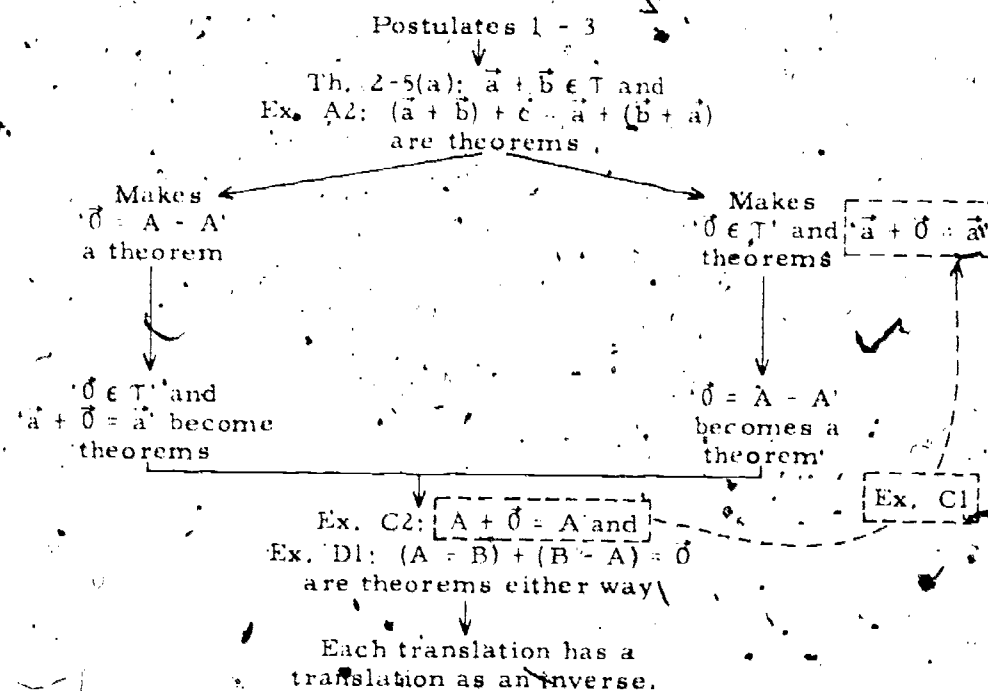 Postulates 1 - 3
Th. 2-5(a): a⃗ + b⃗ ϵ T and
Ex. A2: (a⃗ + b⃗) + c⃗ = a⃗ + (b⃗ + a⃗)
are theorems
Makes
'0⃗ = A - A'
a theorem
Makes
'0⃗ ϵ T' and 'a⃗ + 0⃗ = a⃗'
theorems
'0⃗ ϵ T' and
'a⃗ + 0⃗ = a⃗' become
theorems
'0⃗ = A - A'
becomes a
theorem
Ex. C1
Ex. C2: A + 0⃗ = A and
Ex. D1: (A - B) + (B - A) = 0⃗
are theorems either way
Each translation has a
translation as an inverse.